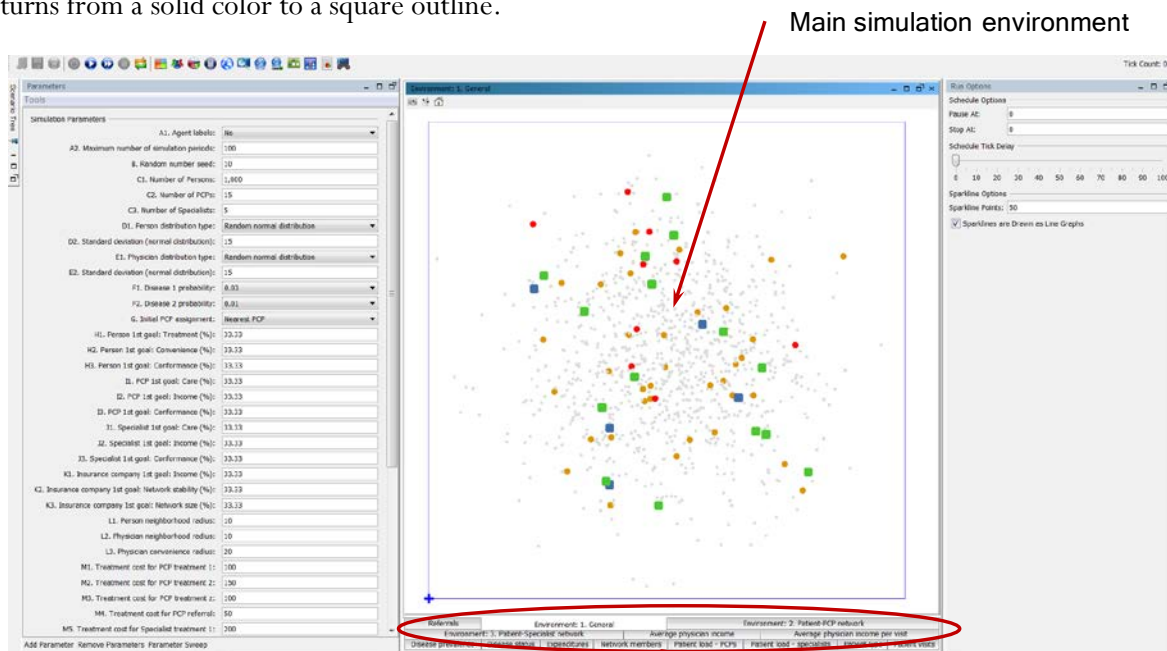 turns from a solid color to a square outline.
Main simulation environment
Tick Count: 0
Scenario Tree
Parameters
Tools
Simulation Parameters
A1. Agent labels: No
A2. Maximum number of simulation periods: 100
B. Random number seed: 10
C1. Number of Persons: 1,000
C2. Number of PCPs: 15
C3. Number of Specialists: 5
D1. Person distribution type: Random normal distribution
D2. Standard deviation (normal distribution): 15
E1. Physician distribution type: Random normal distribution
E2. Standard deviation (normal distribution): 15
F1. Disease 1 probability: 0.03
F2. Disease 2 probability: 0.01
G. Initial PCP assignment: Nearest PCP
H1. Person 1st goal: Treatment (%): 33.33
H2. Person 1st goal: Convenience (%): 33.33
H3. Person 1st goal: Conformance (%): 33.33
I1. PCP 1st goal: Care (%): 33.33
I2. PCP 1st goal: Income (%): 33.33
I3. PCP 1st goal: Conformance (%): 33.33
J1. Specialist 1st goal: Care (%): 33.33
J2. Specialist 1st goal: Income (%): 33.33
J3. Specialist 1st goal: Conformance (%): 33.33
K1. Insurance company 1st goal: Income (%): 33.33
K2. Insurance company 1st goal: Network stability (%): 33.33
K3. Insurance company 1st goal: Network size (%): 33.33
L1. Person neighborhood radius: 10
L2. Physician neighborhood radius: 10
L3. Physician convenience radius: 20
M1. Treatment cost for PCP treatment 1: 100
M2. Treatment cost for PCP treatment 2: 150
M3. Treatment cost for PCP treatment 2: 100
M4. Treatment cost for PCP referral: 50
M5. Treatment cost for Specialist treatment 1: 200
Add Parameter Remove Parameters Parameter Sweep
Environment: 1. General
Referrals Environment: 1. General Environment: 2. Patient-PCP network
Environment: 3. Patient-Specialist network Average physician income Average physician income per visit
Disease prevalence Disease status Expenditures Network members Patient load - PCPs Patient load - specialists Patient type Patient visits
Run Options
Schedule Options
Pause At: 0
Stop At: 0
Schedule Tick Delay
0 10 20 30 40 50 60 70 80 90 100
Sparkline Options
Sparkline Points: 50
Sparklines are Drawn as Line Graphs